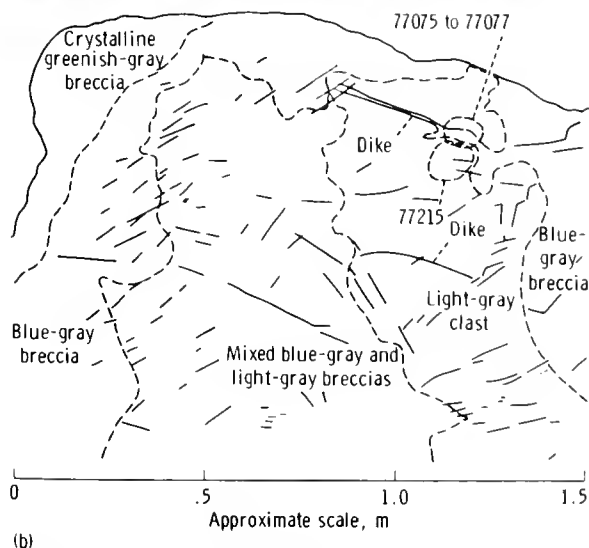 77075 to 77077
Crystalline
greenish-gray
breccia
Dike
77215
Dike
Blue-
gray
breccia
Light-gray
clast
Blue-gray
breccia
Mixed blue-gray and
light-gray breccias
0 .5 1.0 1.5
Approximate scale, m
(b)